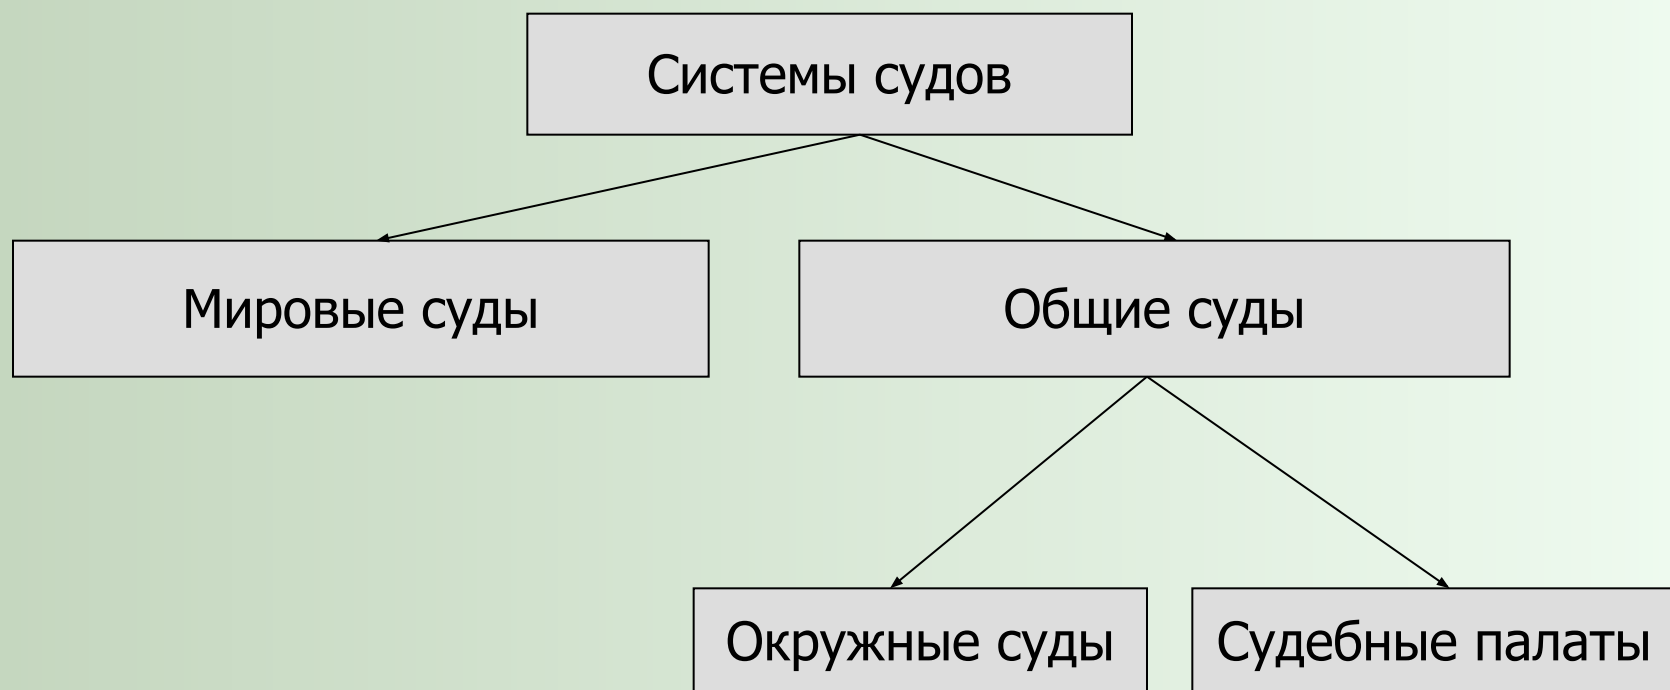 Системы судов
Мировые суды
Общие суды
Окружные суды
Судебные палаты